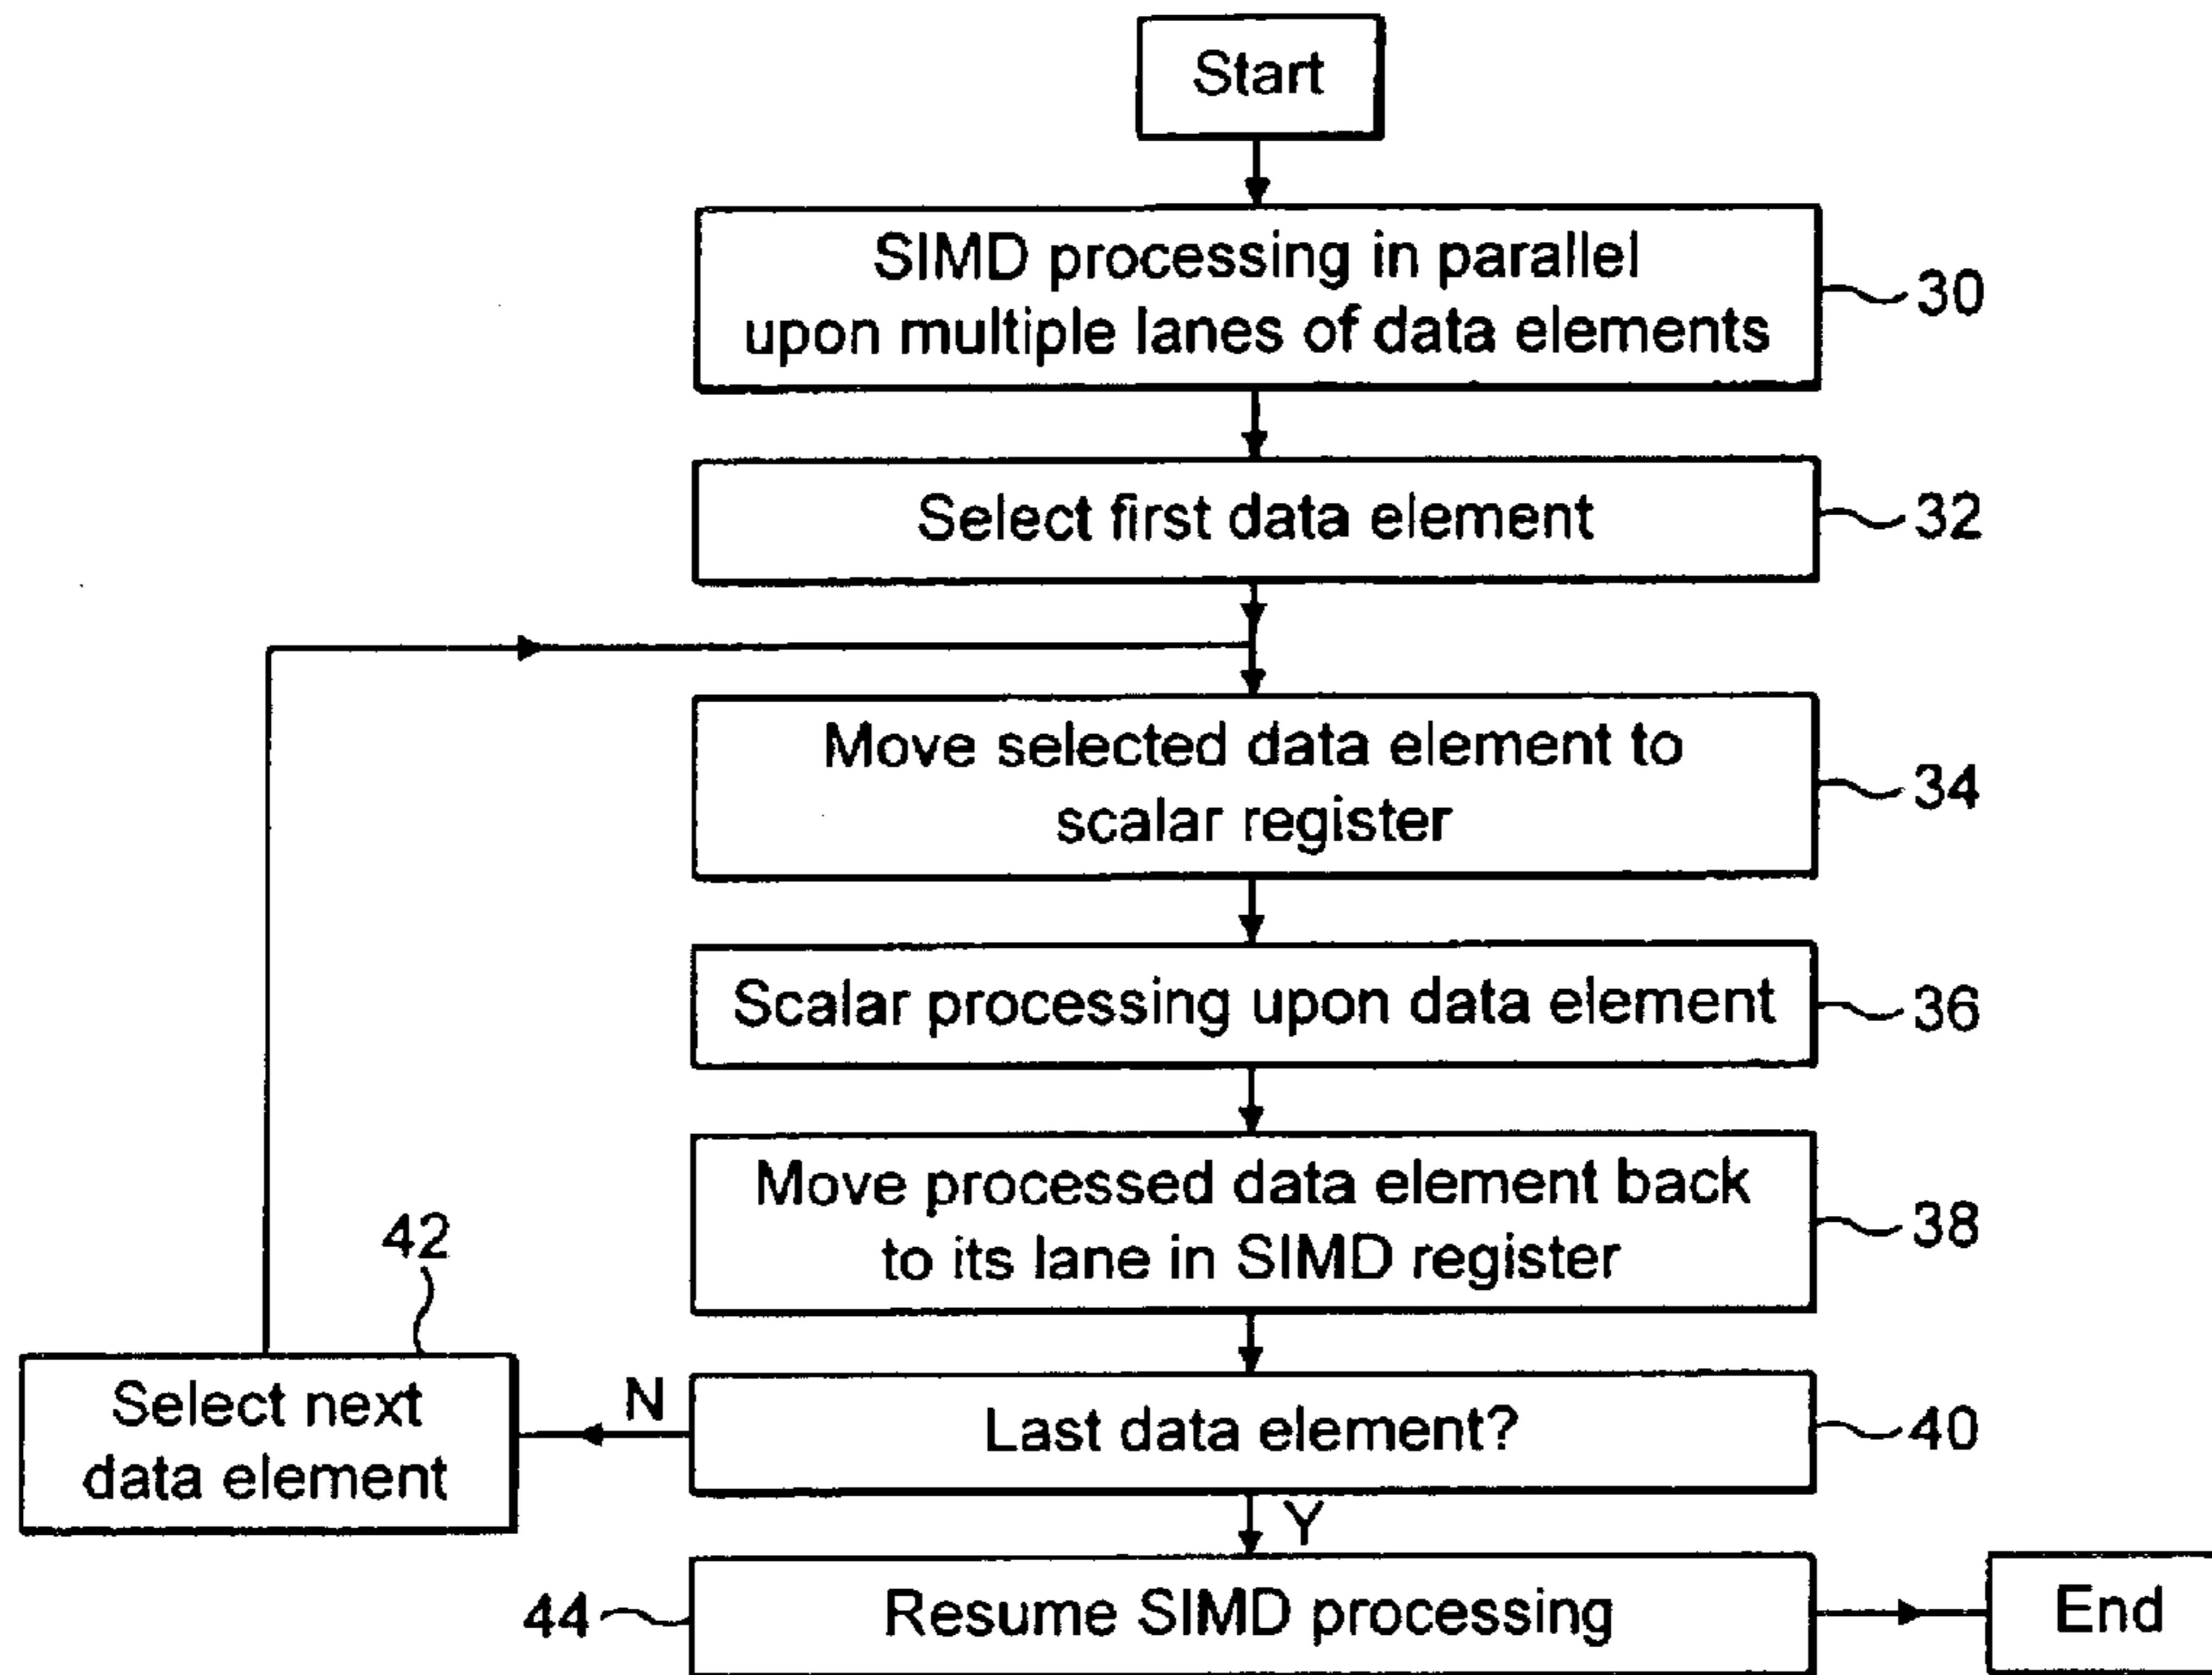 Start
SIMD processing in parallel
upon multiple lanes of data elements
30
Select first data element
32
Move selected data element to
scalar register
34
Scalar processing upon data element
36
Move processed data element back
to its lane in SIMD register
38
42
Select next
data element
N
Last data element?
40
Y
44
Resume SIMD processing
End